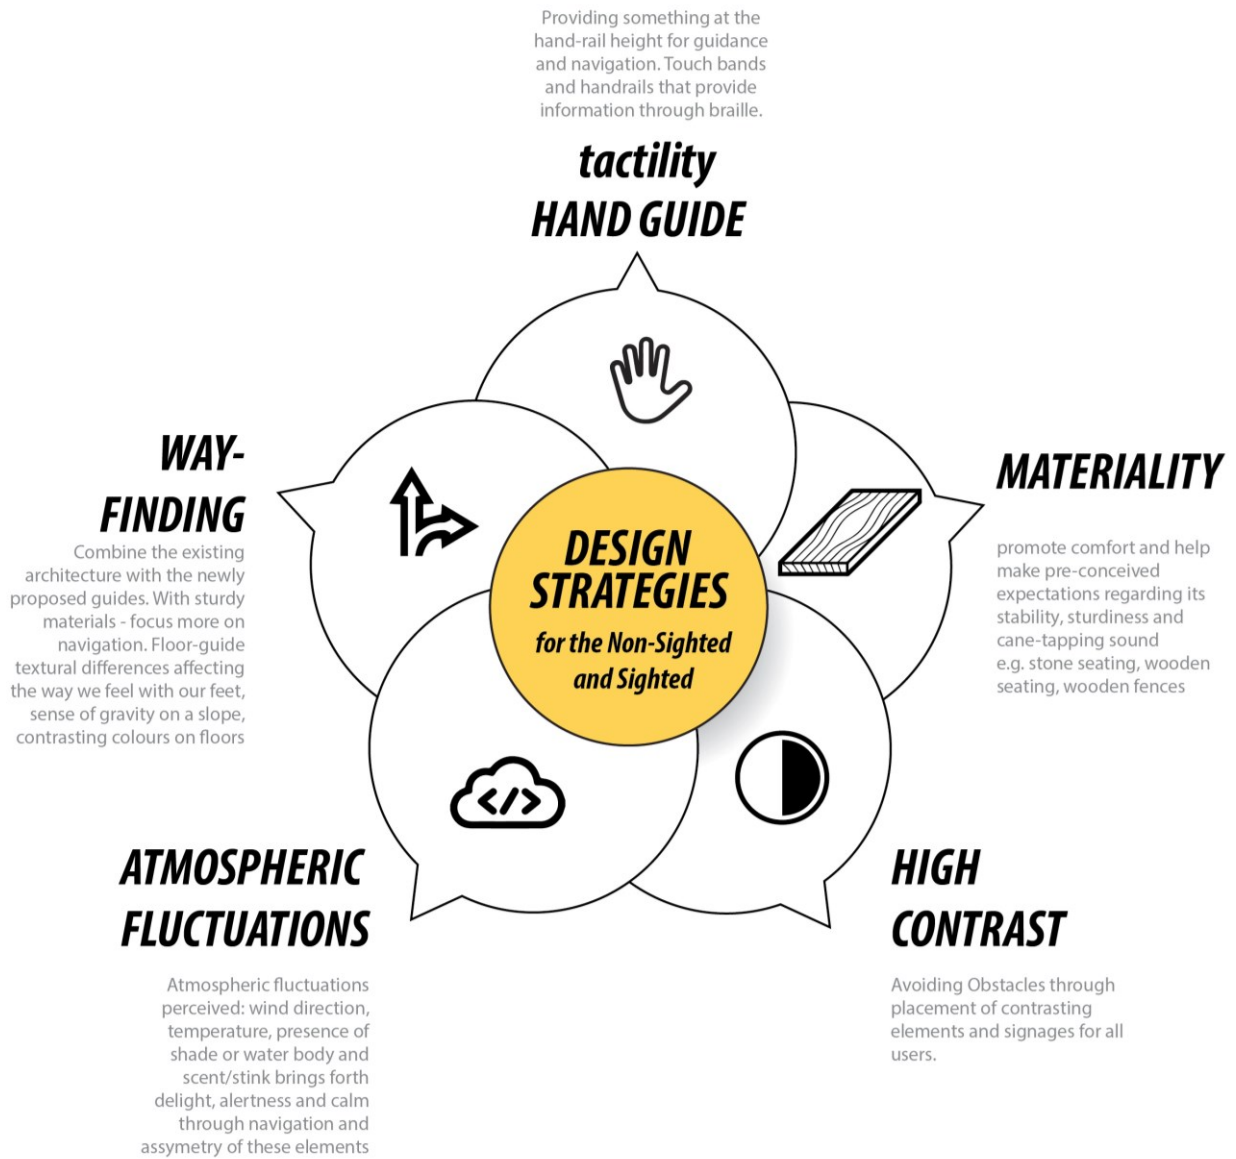 Providing something at the
hand-rail height for guidance
and navigation. Touch bands
and handrails that provide
information through braille.
tactility
HAND GUIDE
WAY-
FINDING
Combine the existing
architecture with the newly
proposed guides. With sturdy
materials - focus more on
navigation. Floor-guide
textural differences affecting
the way we feel with our feet,
sense of gravity on a slope,
contrasting colours on floors
MATERIALITY
promote comfort and help
make pre-conceived
expectations regarding its
stability, sturdiness and
cane-tapping sound
e.g. stone seating, wooden
seating, wooden fences
DESIGN
STRATEGIES
for the Non-Sighted
and Sighted
</>
ATMOSPHERIC
FLUCTUATIONS
Atmospheric fluctuations
perceived: wind direction,
temperature, presence of
shade or water body and
scent/stink brings forth
delight, alertness and calm
through navigation and
assymetry of these elements
HIGH
CONTRAST
Avoiding Obstacles through
placement of contrasting
elements and signages for all
users.